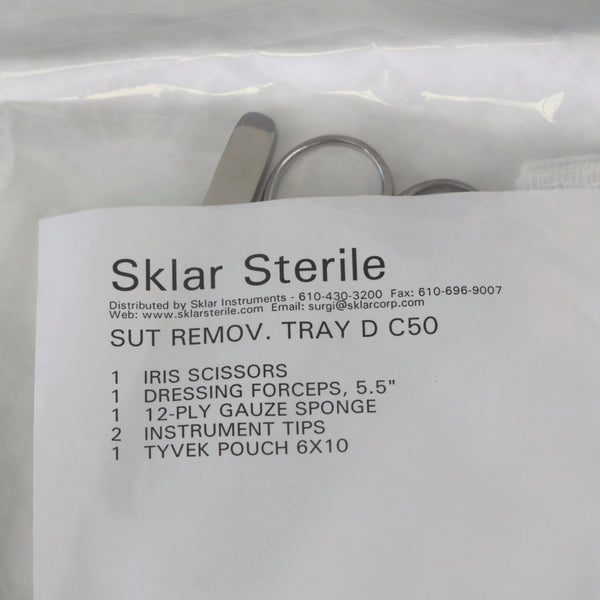 Sklar Sterile
Distributed by Sklar Instruments - 610-430-3200 Fax: 610-696-9007
Web: www.sklarsterile.com Email: surgi@sklarcorp.com
SUT REMOV. TRAY D C50
1 IRIS SCISSORS
1 DRESSING FORCEPS, 5.5"
1 12-PLY GAUZE SPONGE
2 INSTRUMENT TIPS
1 TYVEK POUCH 6X10